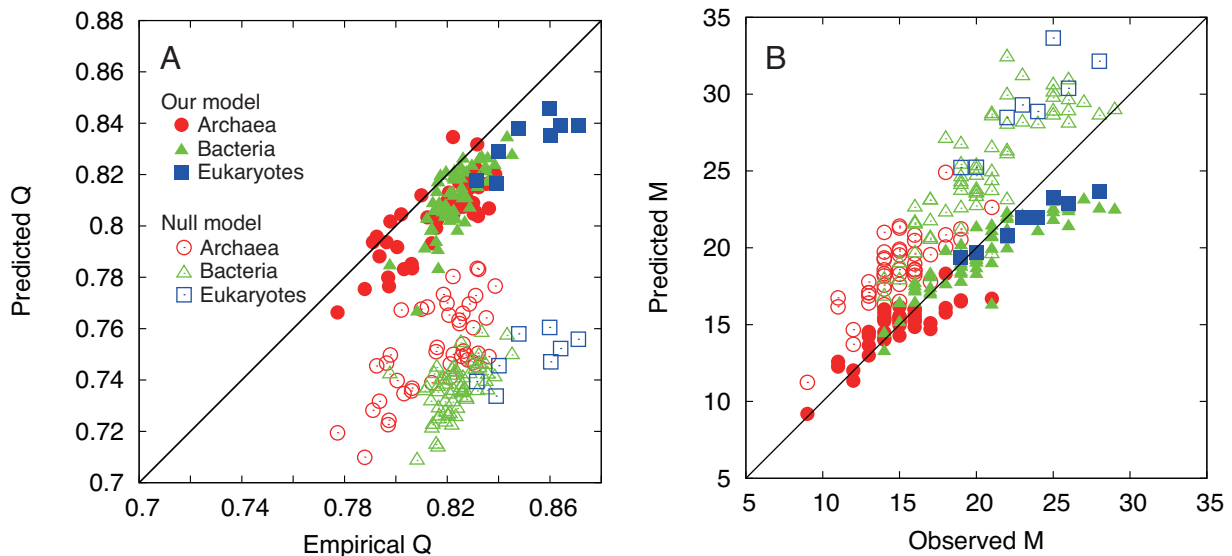 A
0.88
0.86
0.84
0.82
0.8
0.78
0.76
0.74
0.72
0.7
Predicted Q
Our model
Archaea
Bacteria
Eukaryotes
Null model
Archaea
Bacteria
Eukaryotes
0.7 0.74 0.78 0.82 0.86
Empirical Q
B
35
30
25
20
15
10
5
Predicted M
5 10 15 20 25 30 35
Observed M